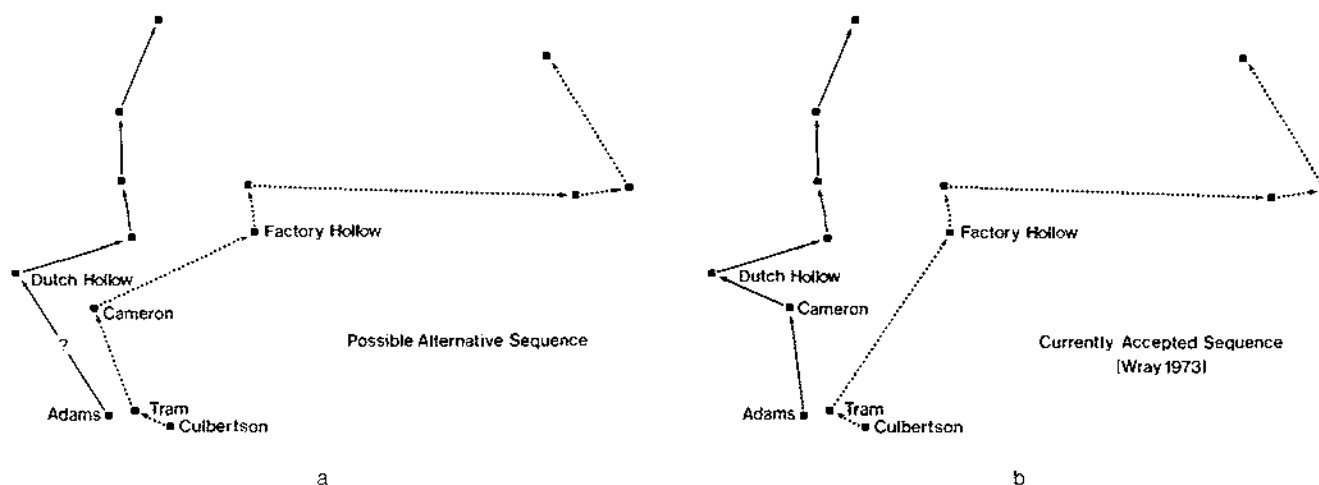 Factory Hollow
Dutch Hollow
Cameron
?
Possible Alternative Sequence
Adams
Tram
Culbertson
a
Factory Hollow
Dutch Hollow
Cameron
Currently Accepted Sequence
[Wray 1973]
Adams
Tram
Culbertson
b